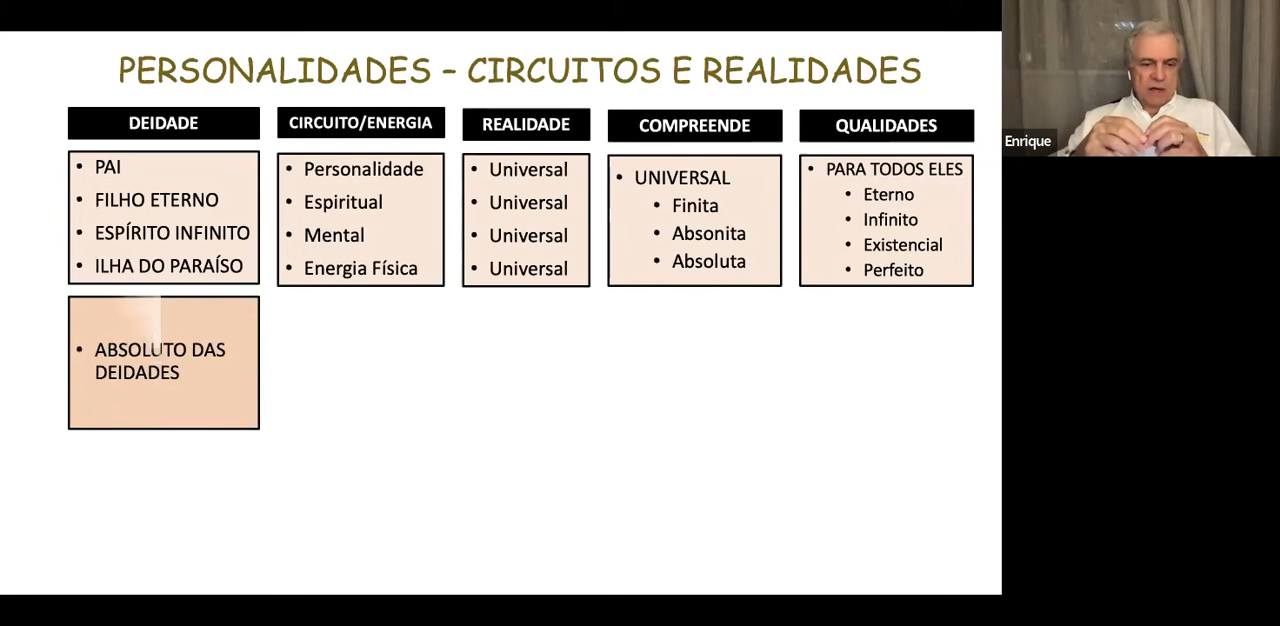 PERSONALIDADES – CIRCUITOS E REALIDADES
Enrique
DEIDADE
PAI
FILHO ETERNO
ESPÍRITO INFINITO
ILHA DO PARAÍSO
CIRCUITO/ENERGIA
Personalidade
Espiritual
Mental
Energia Física
REALIDADE
Universal
Universal
Universal
Universal
COMPREENDE
UNIVERSAL
Finita
Absonita
Absoluta
QUALIDADES
PARA TODOS ELES
Eterno
Infinito
Existencial
Perfeito
ABSOLUTO DAS
DEIDADES